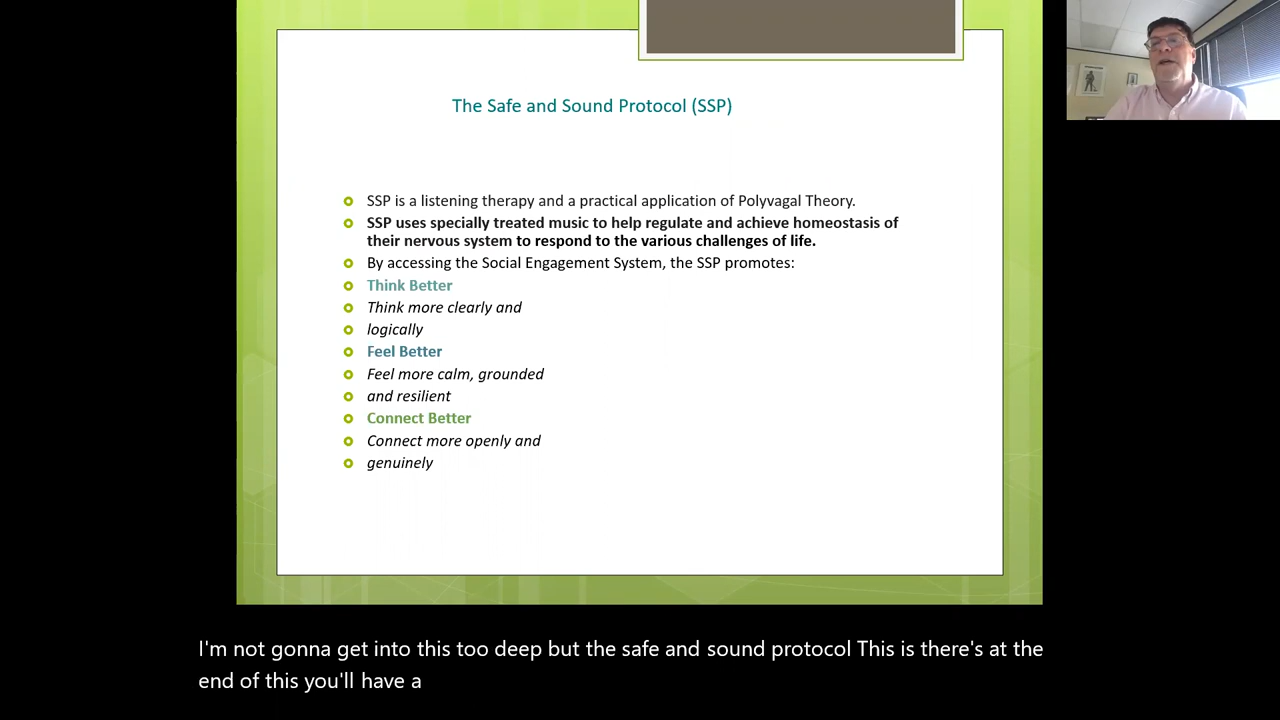 The Safe and Sound Protocol (SSP)
SSP is a listening therapy and a practical application of Polyvagal Theory.
SSP uses specially treated music to help regulate and achieve homeostasis of
their nervous system to respond to the various challenges of life.
By accessing the Social Engagement System, the SSP promotes:
Think Better
Think more clearly and
logically
Feel Better
Feel more calm, grounded
and resilient
Connect Better
Connect more openly and
genuinely
I'm not gonna get into this too deep but the safe and sound protocol This is there's at the
end of this you'll have a